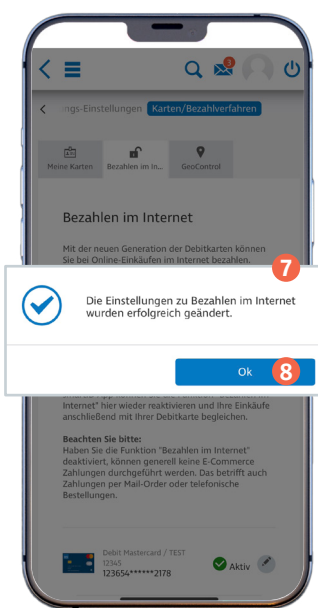 3
ngs-Einstellungen Karten/Bezahlverfahren
Meine Karten Bezahlen im In... GeoControl
Bezahlen im Internet
Mit der neuen Generation der Debitkarten können
Sie bei Online-Einkäufen im Internet bezahlen.
7
Die Einstellungen zu Bezahlen im Internet
wurden erfolgreich geändert.
Ok 8
Internet" hier wieder reaktivieren und Ihre Einkäufe
anschließend mit Ihrer Debitkarte begleichen.
Beachten Sie bitte:
Haben Sie die Funktion "Bezahlen im Internet"
deaktiviert, können generell keine E-Commerce
Zahlungen durchgeführt werden. Das betrifft auch
Zahlungen per Mail-Order oder telefonische
Bestellungen.
Debit Mastercard / TEST
12345
123654******2178
Aktiv